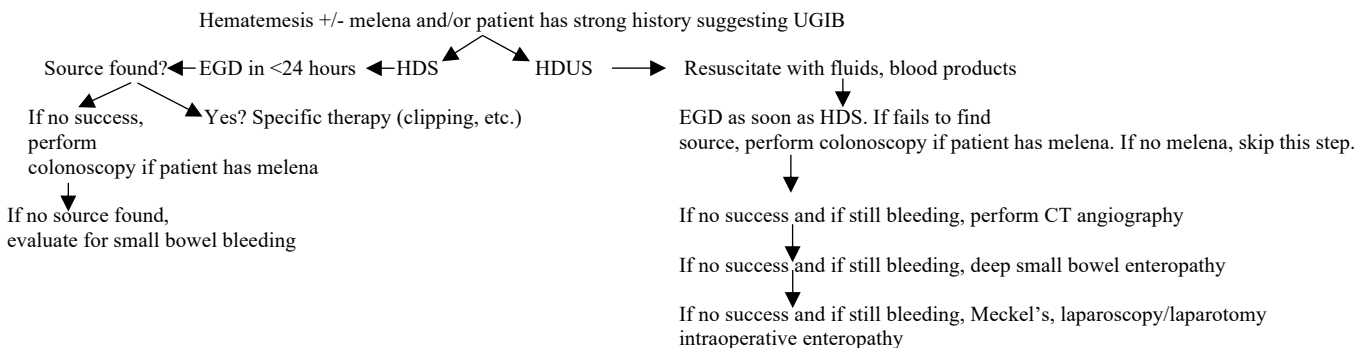 Hematemesis +/- melena and/or patient has strong history suggesting UGIB
Source found? EGD in <24 hours HDS HDUS Resuscitate with fluids, blood products
If no success,
perform
colonoscopy if patient has melena
Yes? Specific therapy (clipping, etc.)
If no source found,
evaluate for small bowel bleeding
EGD as soon as HDS. If fails to find
source, perform colonoscopy if patient has melena. If no melena, skip this step.
If no success and if still bleeding, perform CT angiography
If no success and if still bleeding, deep small bowel enteropathy
If no success and if still bleeding, Meckel’s, laparoscopy/laparotomy
intraoperative enteropathy